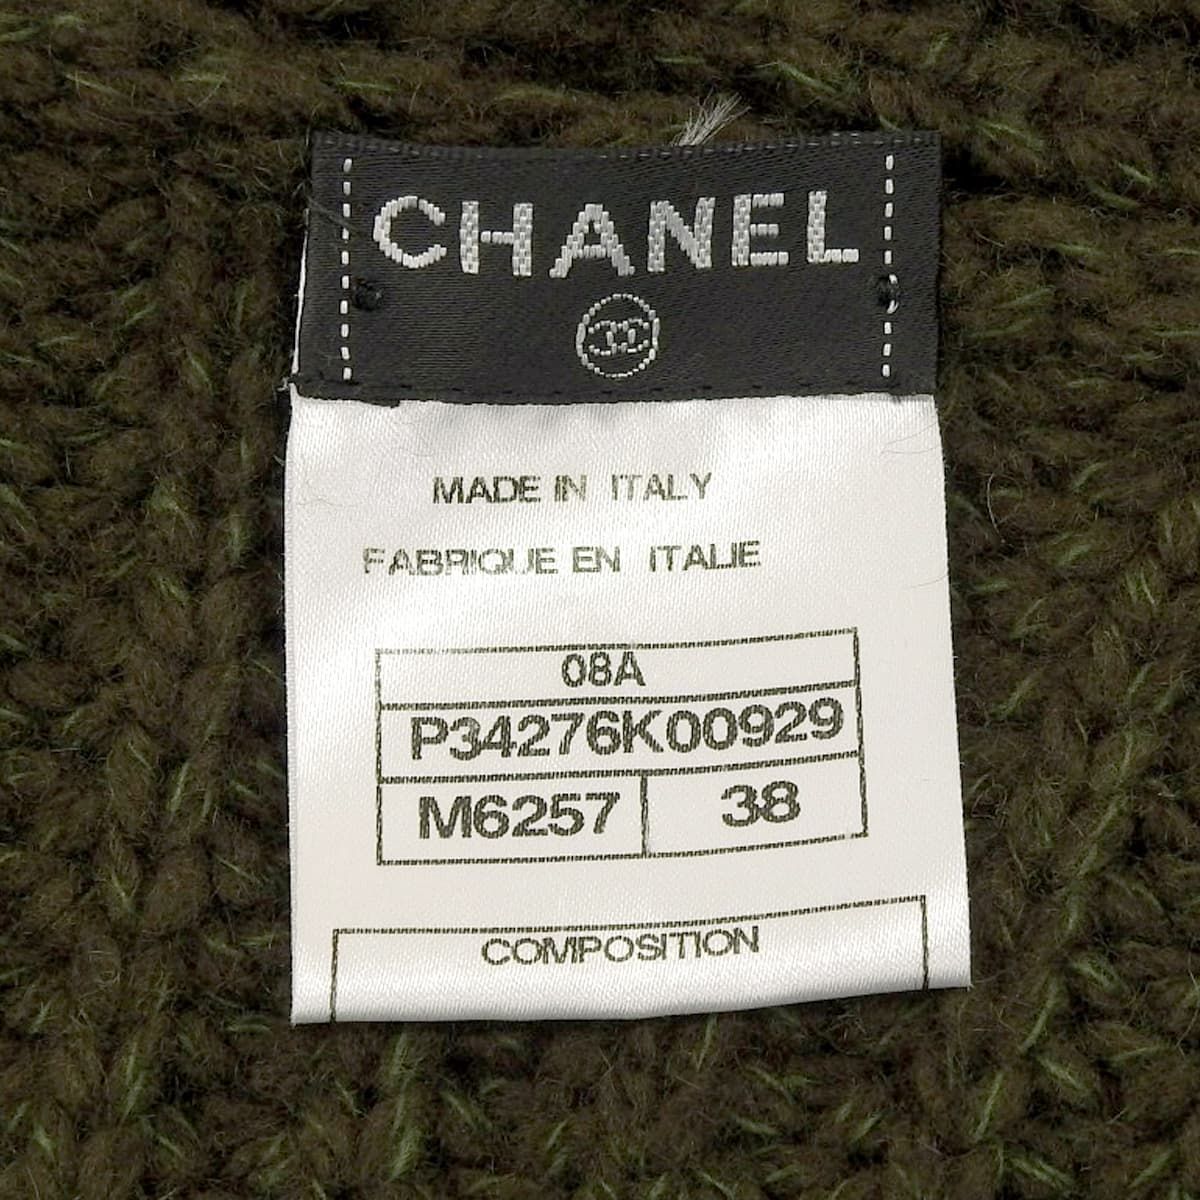 CHANEL
MADE IN ITALY
FABRIQUE EN ITALIE
08A
P34276K00929
M6257 38
COMPOSITION